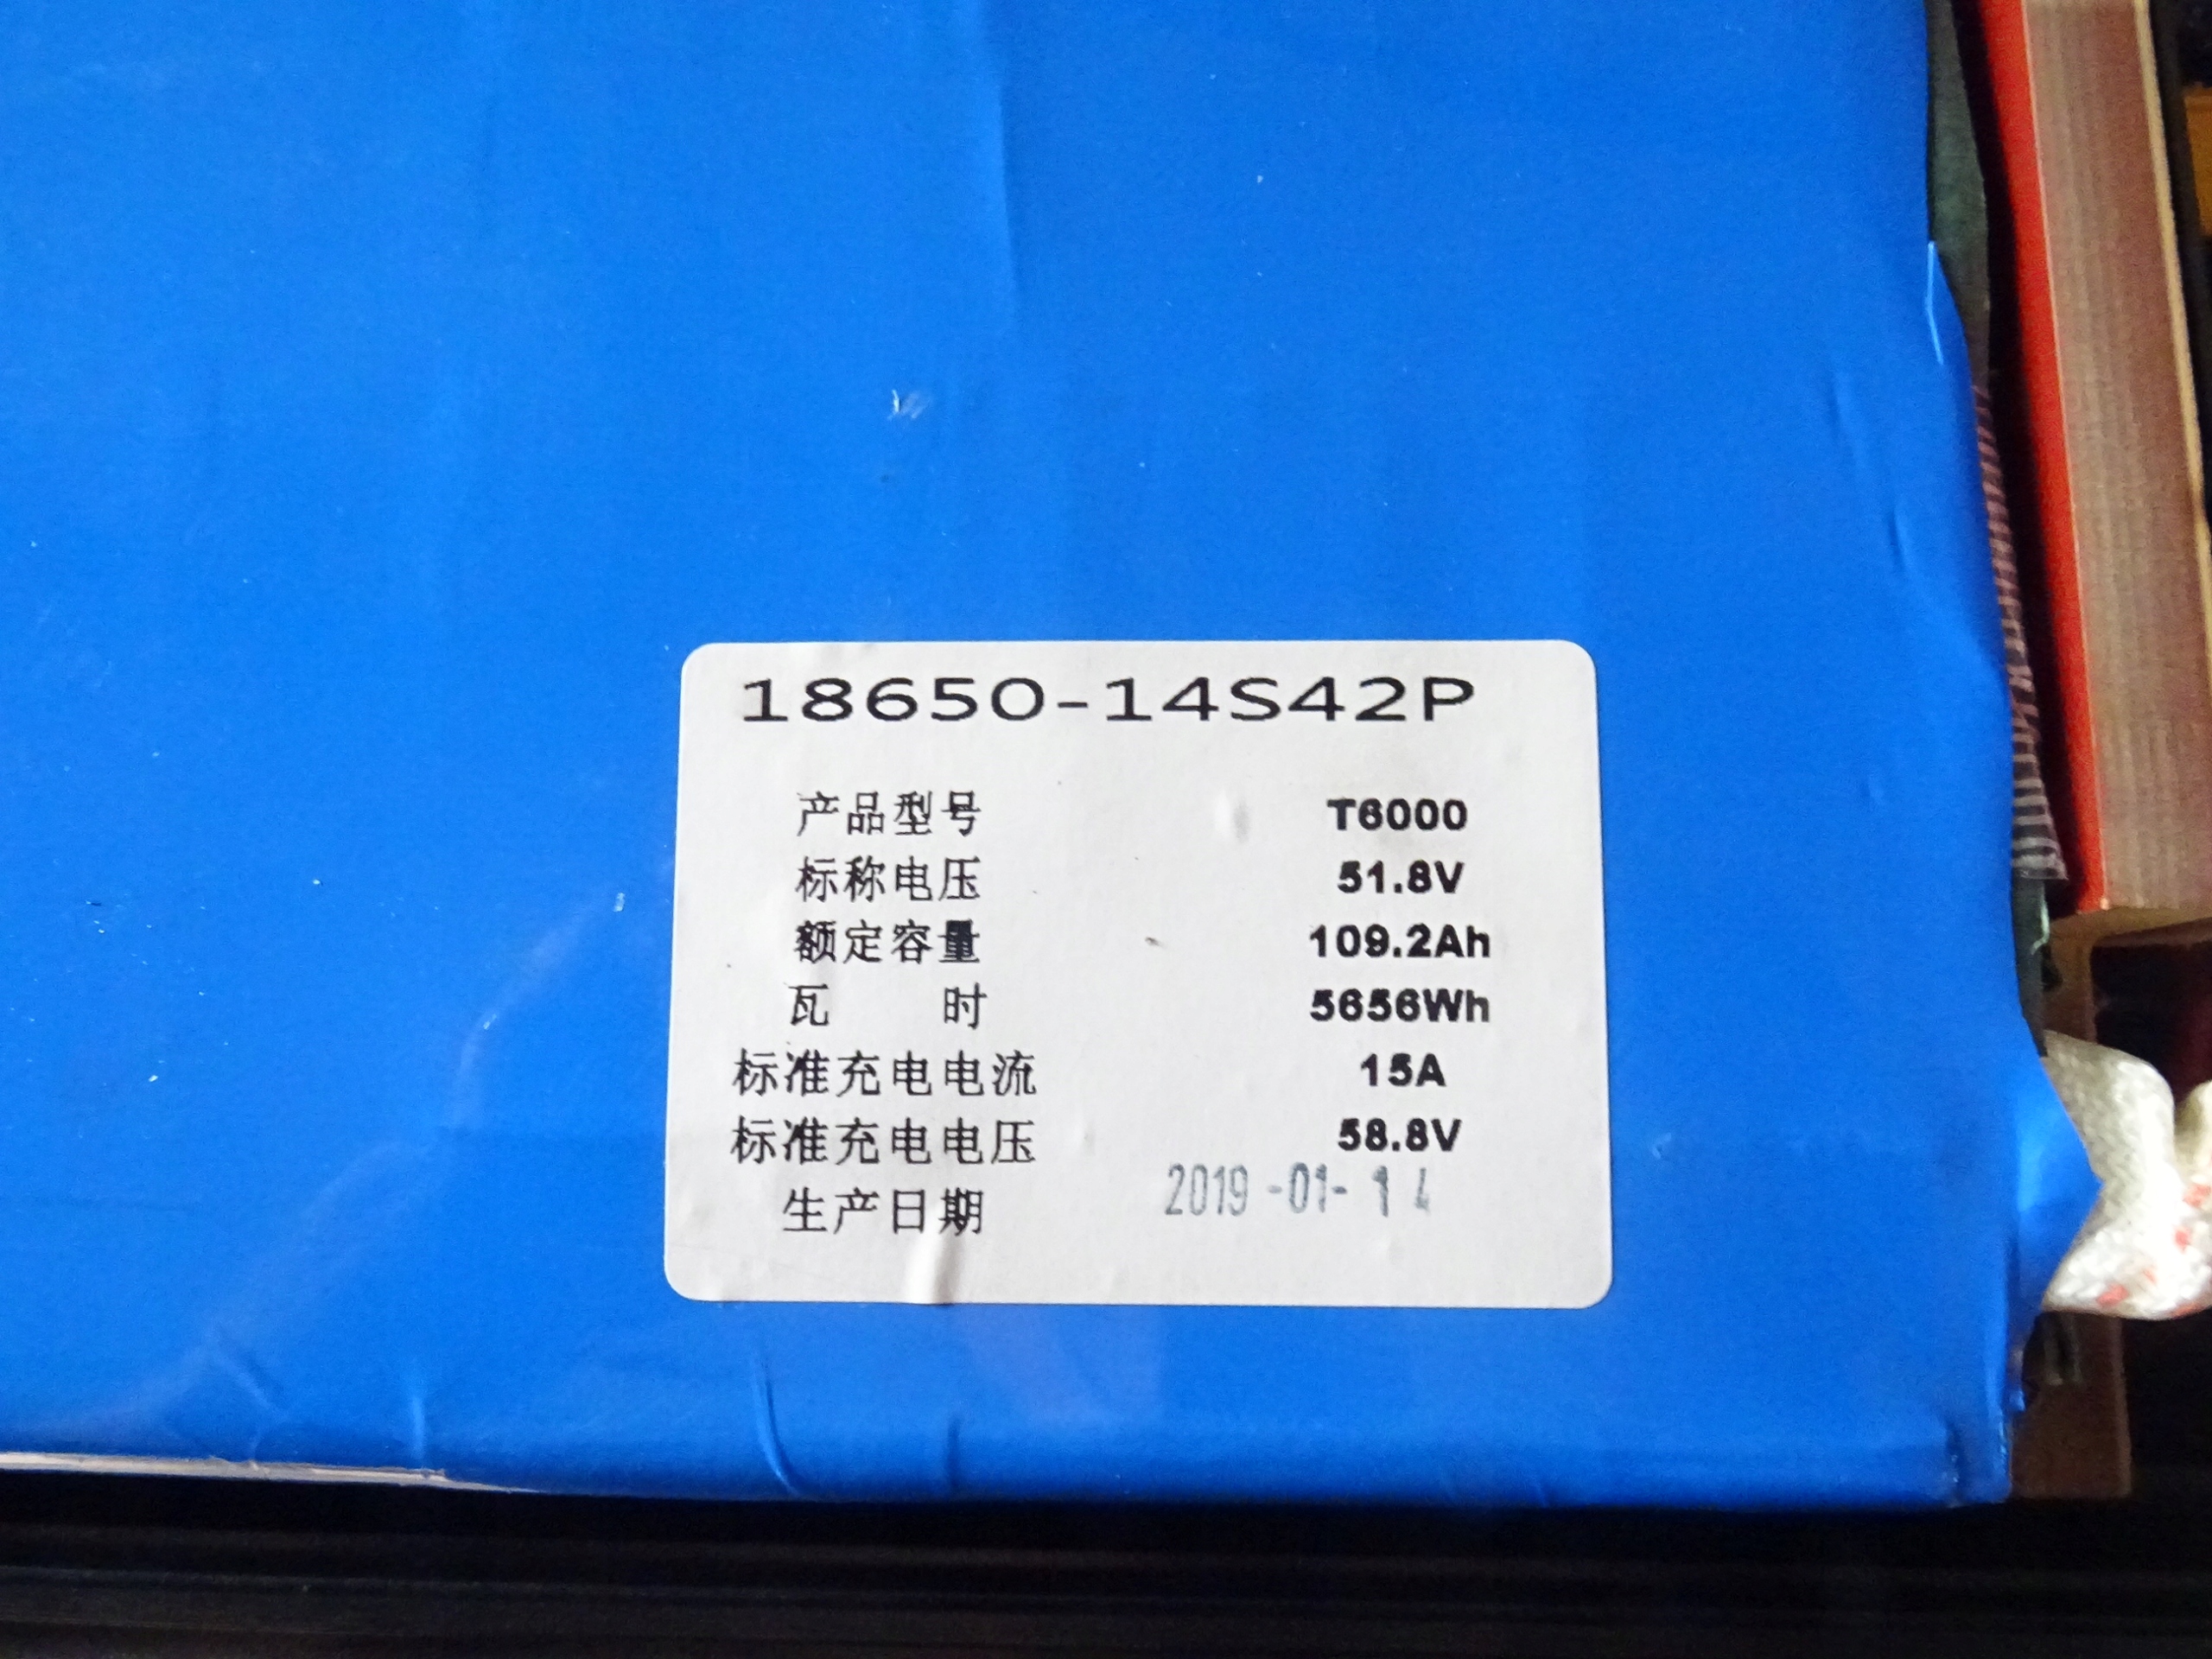 18650-14S42P
产品型号 T6000
标称电压 51.8V
额定容量 109.2Ah
瓦 时 5656Wh
标准充电电流 15A
标准充电电压 58.8V
生产日期 2019-01-14